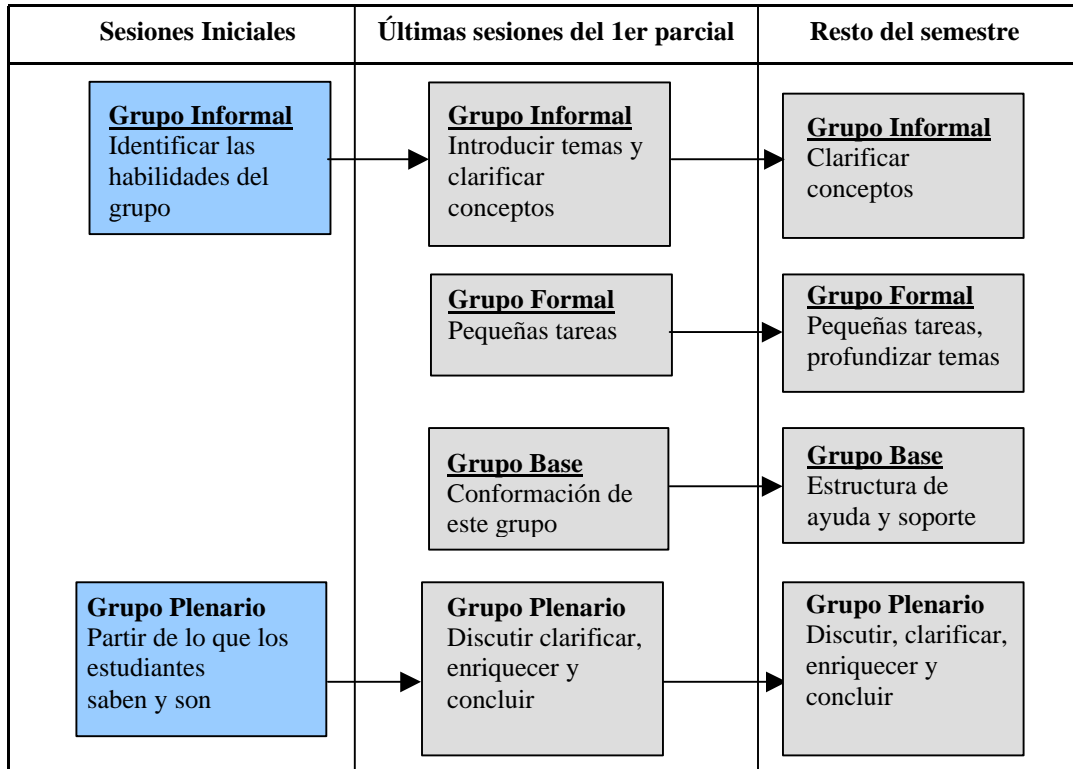 Sesiones Iniciales
Últimas sesiones del 1er parcial
Resto del semestre
Grupo Informal
Identificar las
habilidades del
grupo
Grupo Informal
Introducir temas y
clarificar
conceptos
Grupo Informal
Clarificar
conceptos
Grupo Formal
Pequeñas tareas
Grupo Formal
Pequeñas tareas,
profundizar temas
Grupo Base
Conformación de
este grupo
Grupo Base
Estructura de
ayuda y soporte
Grupo Plenario
Partir de lo que los
estudiantes
saben y son
Grupo Plenario
Discutir clarificar,
enriquecer y
concluir
Grupo Plenario
Discutir, clarificar,
enriquecer y
concluir